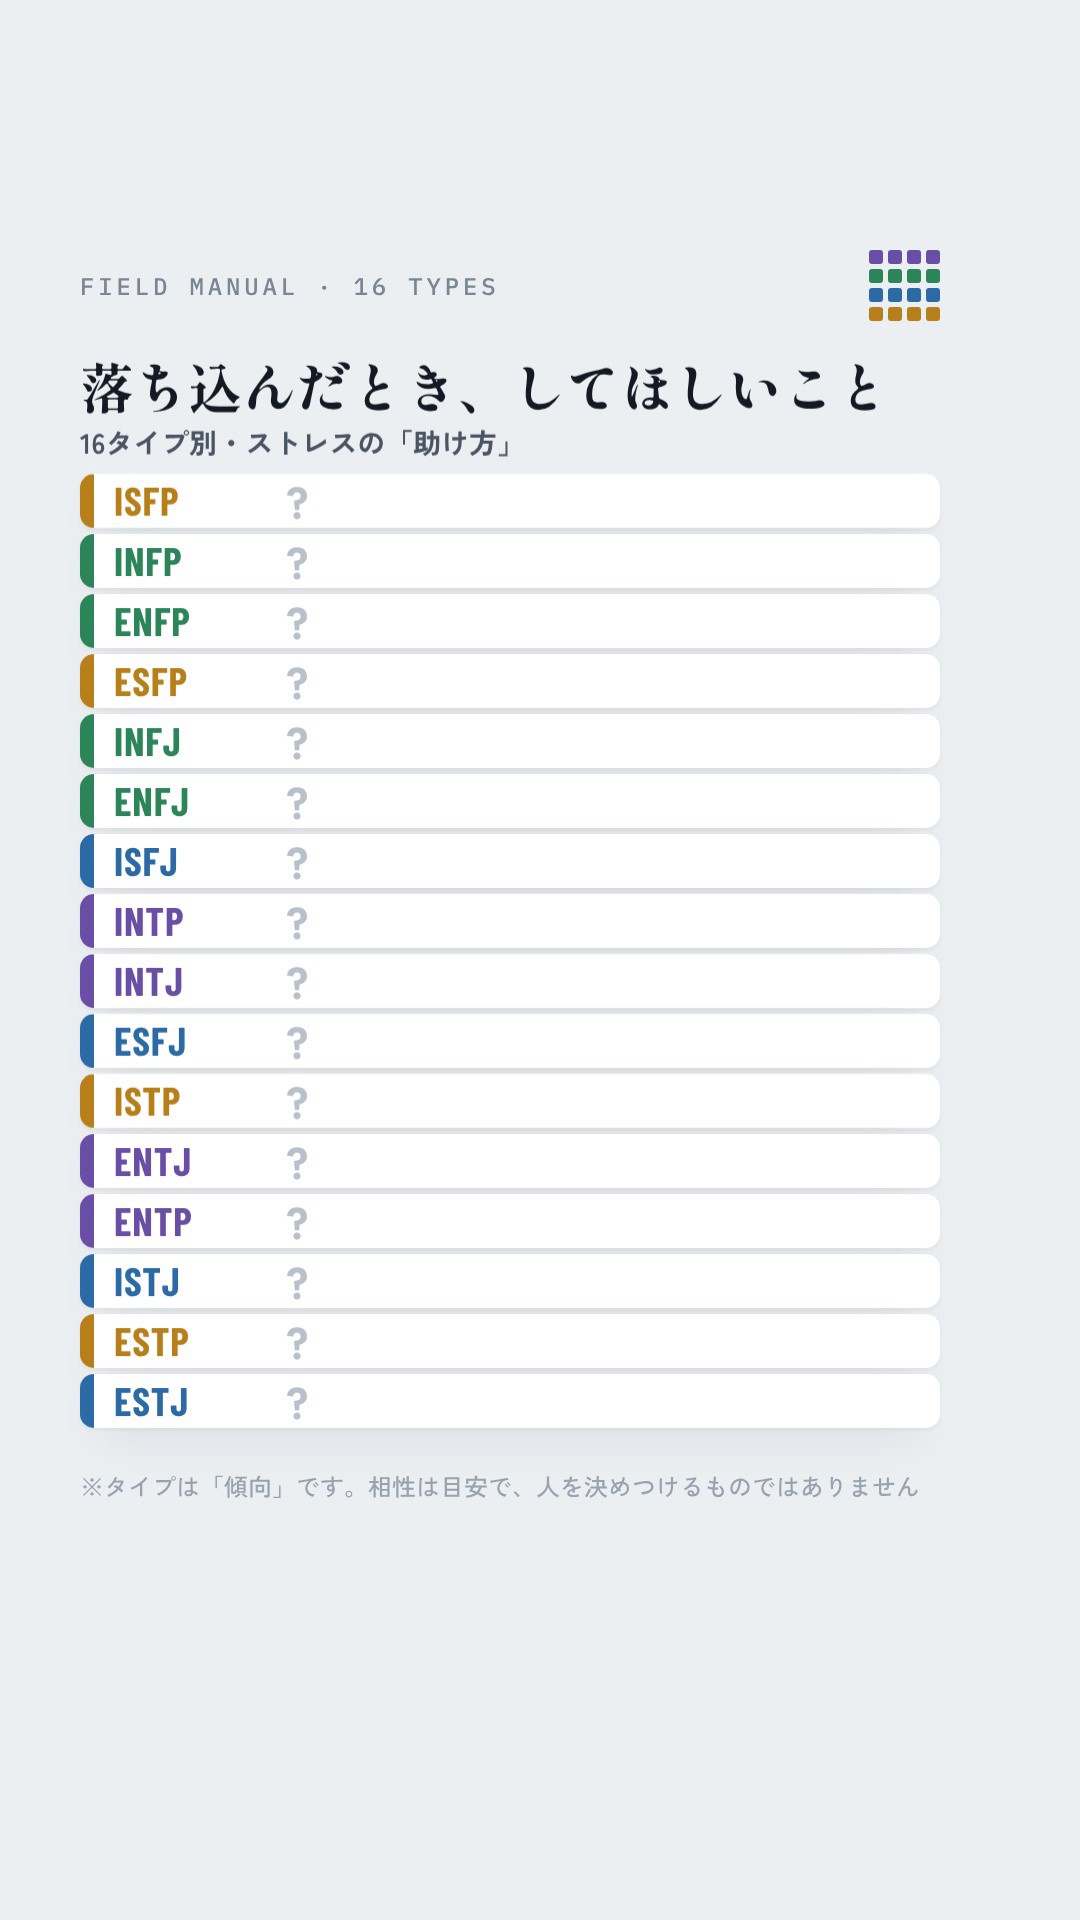 FIELD MANUAL · 16 TYPES
落ち込んだとき、してほしいこと
16タイプ別・ストレスの「助け方」
ISFP ?
INFP ?
ENFP ?
ESFP ?
INFJ ?
ENFJ ?
ISFJ ?
INTP ?
INTJ ?
ESFJ ?
ISTP ?
ENTJ ?
ENTP ?
ISTJ ?
ESTP ?
ESTJ ?
※タイプは「傾向」です。相性は目安で、人を決めつけるものではありません